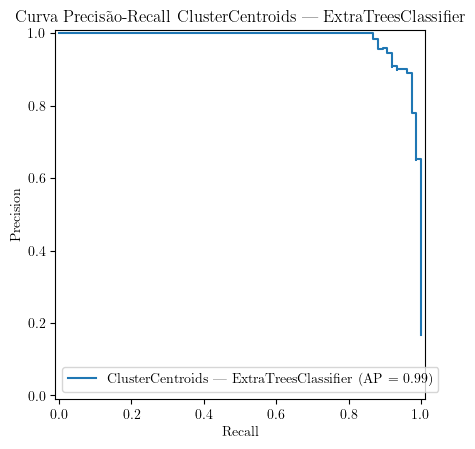 Curva Precisão-Recall ClusterCentroids — ExtraTreesClassifier
1.0
0.8
0.6
0.4
0.2
0.0
Precision
ClusterCentroids — ExtraTreesClassifier (AP = 0.99)
0.0 0.2 0.4 0.6 0.8 1.0
Recall